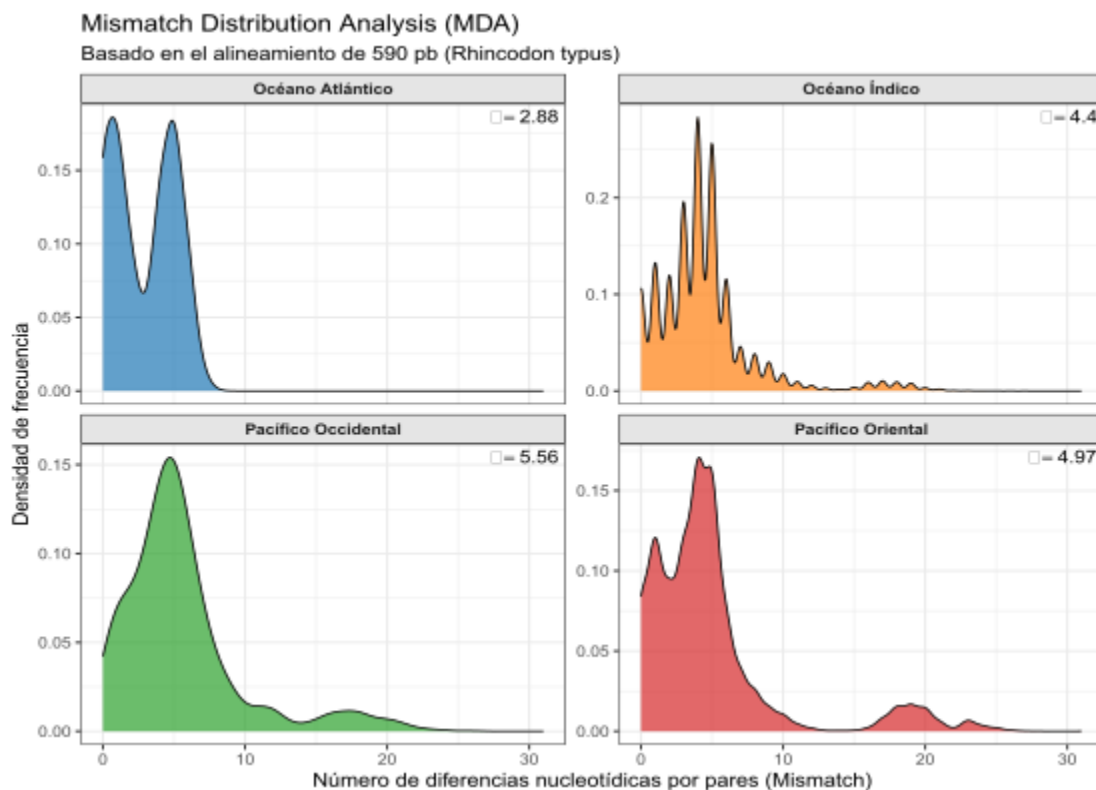 Mismatch Distribution Analysis (MDA)
Basado en el alineamiento de 590 pb (Rhincodon typus)
Océano Atlántico
Océano Índico
□= 2.88
□= 4.4
0.15
0.10
0.05
0.00
0.2
0.1
0.0
Pacífico Occidental
Pacífico Oriental
□= 5.56
□= 4.97
0.15
0.10
0.05
0.00
0.15
0.10
0.05
0.00
0 10 20 30
0 10 20 30
Densidad de frecuencia
Número de diferencias nucleotídicas por pares (Mismatch)